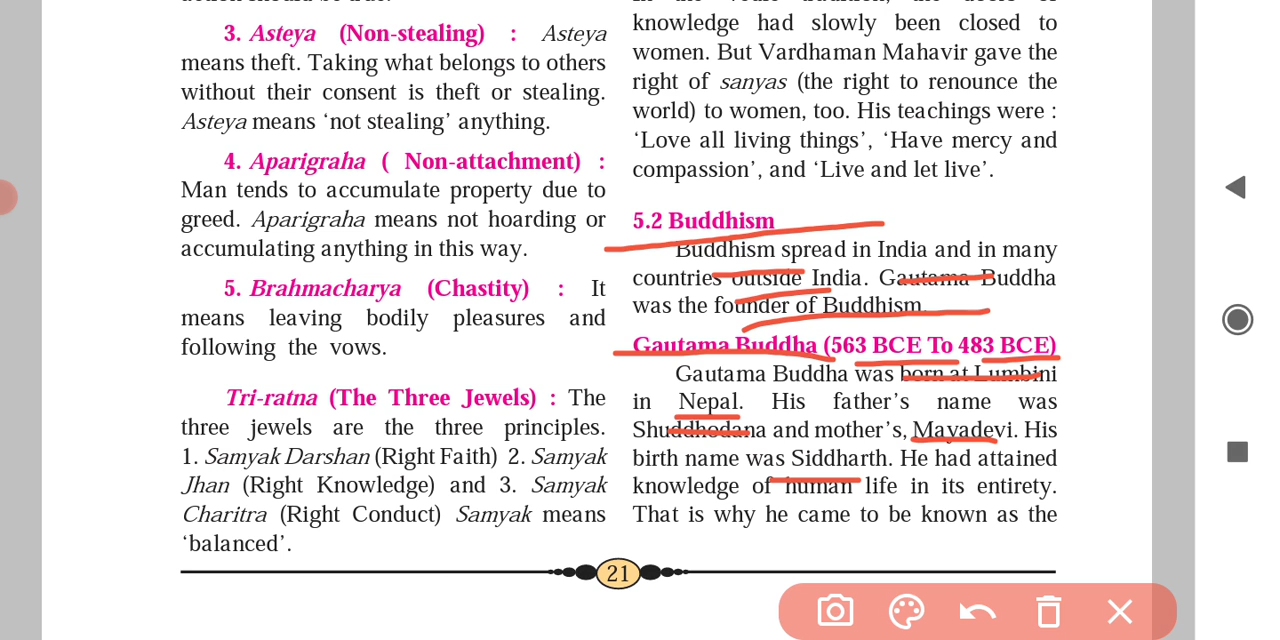 3. Asteya (Non-stealing) : Asteya
means theft. Taking what belongs to others
without their consent is theft or stealing.
Asteya means ‘not stealing’ anything.
4. Aparigraha ( Non-attachment) :
Man tends to accumulate property due to
greed. Aparigraha means not hoarding or
accumulating anything in this way.
5. Brahmacharya (Chastity) : It
means leaving bodily pleasures and
following the vows.
Tri-ratna (The Three Jewels) : The
three jewels are the three principles.
1. Samyak Darshan (Right Faith) 2. Samyak
Jhan (Right Knowledge) and 3. Samyak
Charitra (Right Conduct) Samyak means
‘balanced’.
knowledge had slowly been closed to
women. But Vardhaman Mahavir gave the
right of sanyas (the right to renounce the
world) to women, too. His teachings were :
‘Love all living things’, ‘Have mercy and
compassion’, and ‘Live and let live’.
5.2 Buddhism
Buddhism spread in India and in many
countries outside India. Gautama Buddha
was the founder of Buddhism.
Gautama Buddha (563 BCE To 483 BCE)
Gautama Buddha was born at Lumbini
in Nepal. His father’s name was
Shuddhodana and mother’s, Mayadevi. His
birth name was Siddharth. He had attained
knowledge of human life in its entirety.
That is why he came to be known as the
21